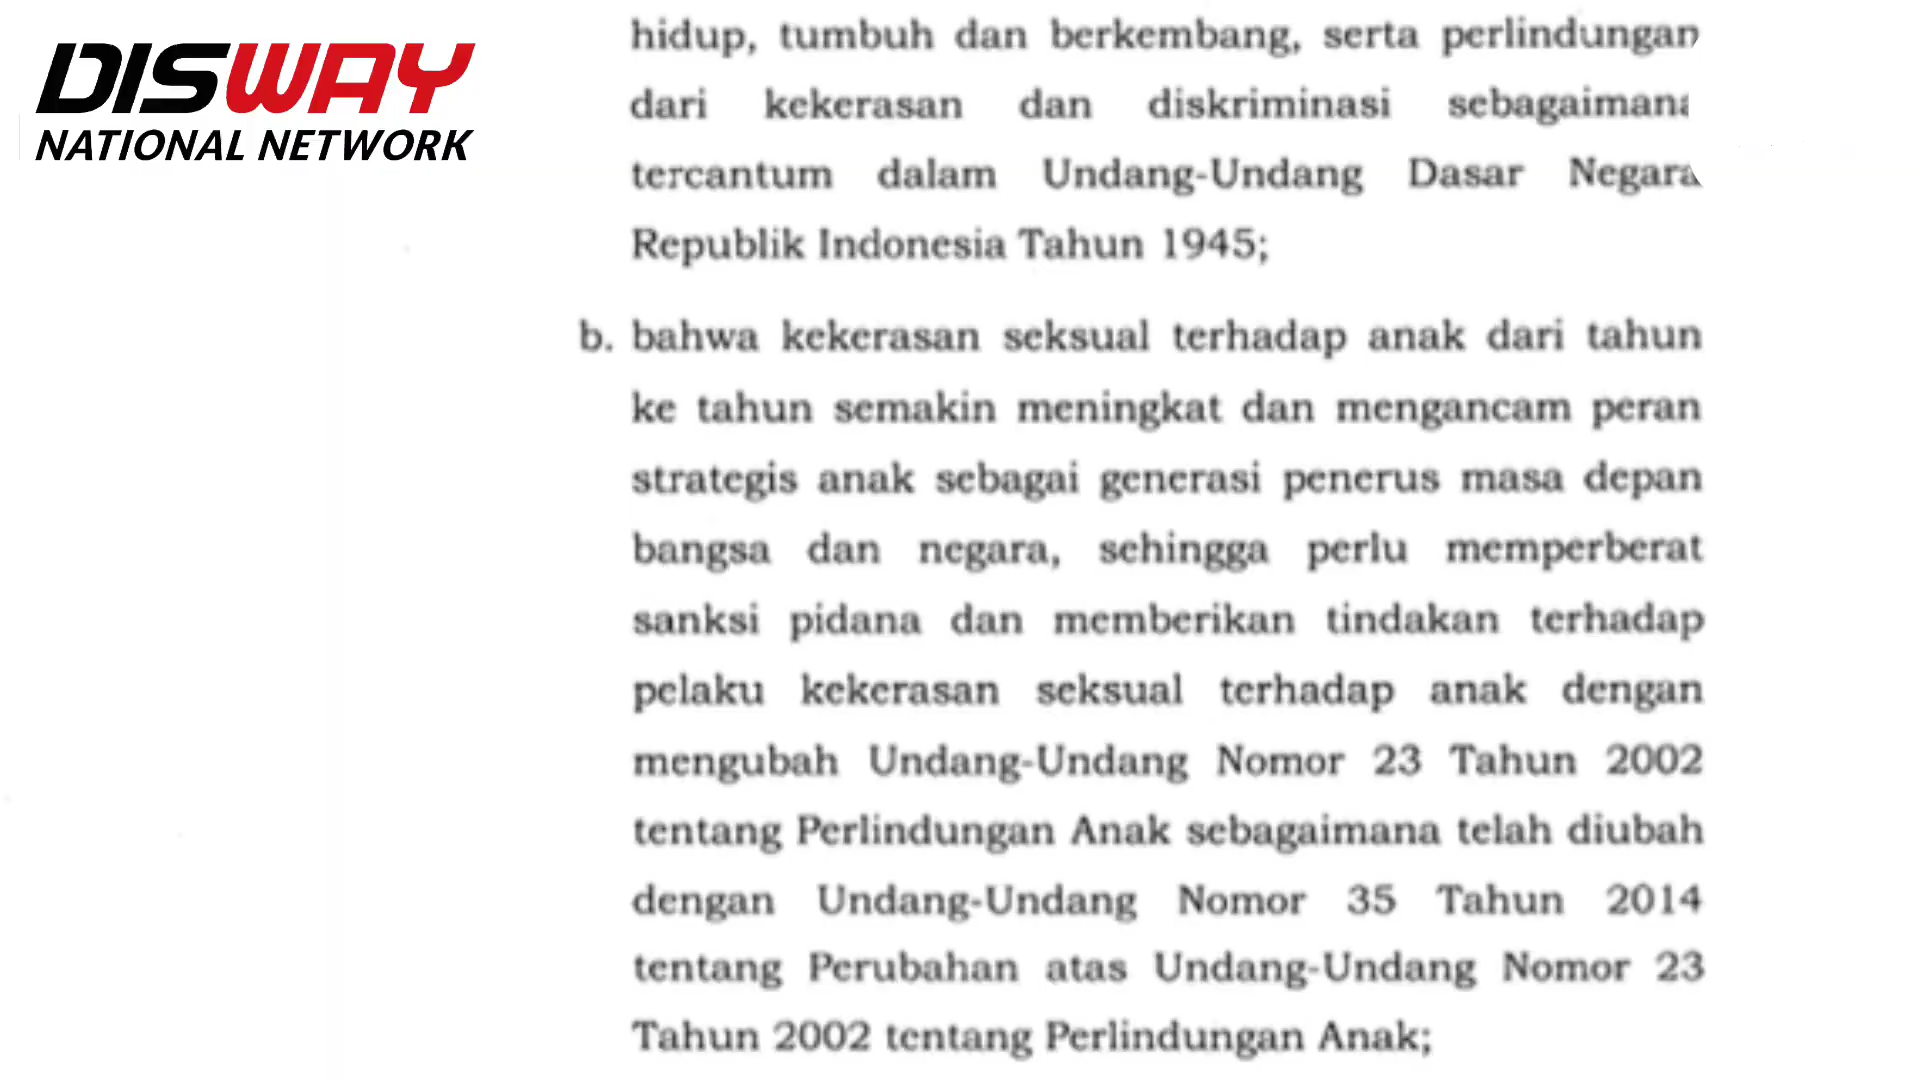 DISWAY
NATIONAL NETWORK
hidup, tumbuh dan berkembang, serta perlindungan
dari kekerasan dan diskriminasi sebagaimana
tercantum dalam Undang-Undang Dasar Negara
Republik Indonesia Tahun 1945;
b. bahwa kekerasan seksual terhadap anak dari tahun
ke tahun semakin meningkat dan mengancam peran
strategis anak sebagai generasi penerus masa depan
bangsa dan negara, sehingga perlu memperberat
sanksi pidana dan memberikan tindakan terhadap
pelaku kekerasan seksual terhadap anak dengan
mengubah Undang-Undang Nomor 23 Tahun 2002
tentang Perlindungan Anak sebagaimana telah diubah
dengan Undang-Undang Nomor 35 Tahun 2014
tentang Perubahan atas Undang-Undang Nomor 23
Tahun 2002 tentang Perlindungan Anak;